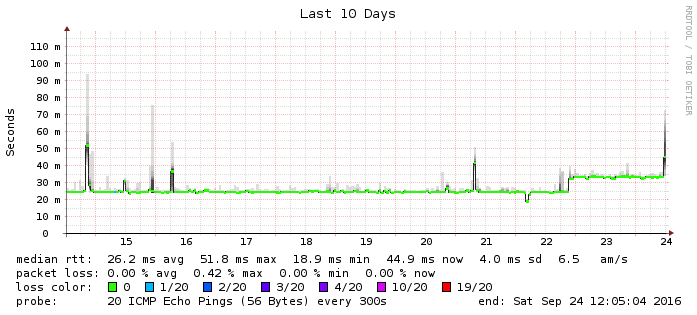 Last 10 Days
RRDTOOL / TOBI OETIKER
Seconds
110 m
100 m
90 m
80 m
70 m
60 m
50 m
40 m
30 m
20 m
10 m
0
15 16 17 18 19 20 21 22 23 24
median rtt: 26.2 ms avg 51.8 ms max 18.9 ms min 44.9 ms now 4.0 ms sd 6.5 am/s
packet loss: 0.00 % avg 0.42 % max 0.00 % min 0.00 % now
loss color: 0 1/20 2/20 3/20 4/20 10/20 19/20
probe: 20 ICMP Echo Pings (56 Bytes) every 300s end: Sat Sep 24 12:05:04 2016